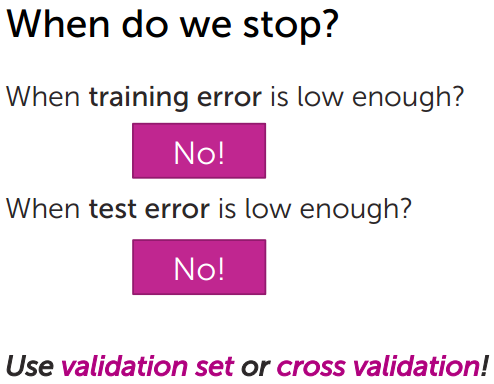 When do we stop?
When training error is low enough?
No!
When test error is low enough?
No!
Use validation set or cross validation!